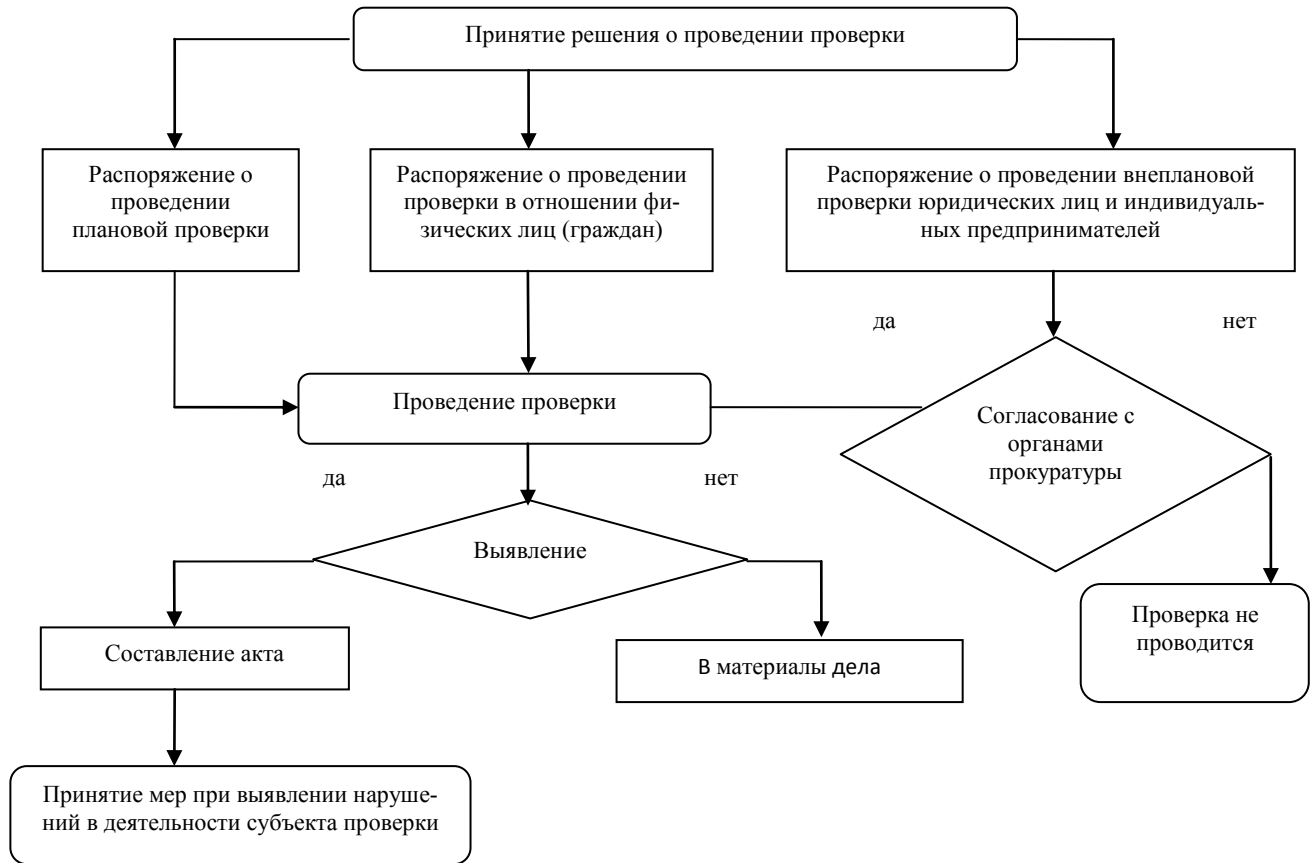 Принятие решения о проведении проверки
Распоряжение о
проведении
плановой проверки
Распоряжение о проведении
проверки в отношении фи-
зических лиц (граждан)
Распоряжение о проведении внеплановой
проверки юридических лиц и индивидуаль-
ных предпринимателей
да
нет
Проведение проверки
Согласование с
органами
прокуратуры
да
нет
Выявление
Проверка не
проводится
Составление акта
В материалы дела
Принятие мер при выявлении наруше-
ний в деятельности субъекта проверки